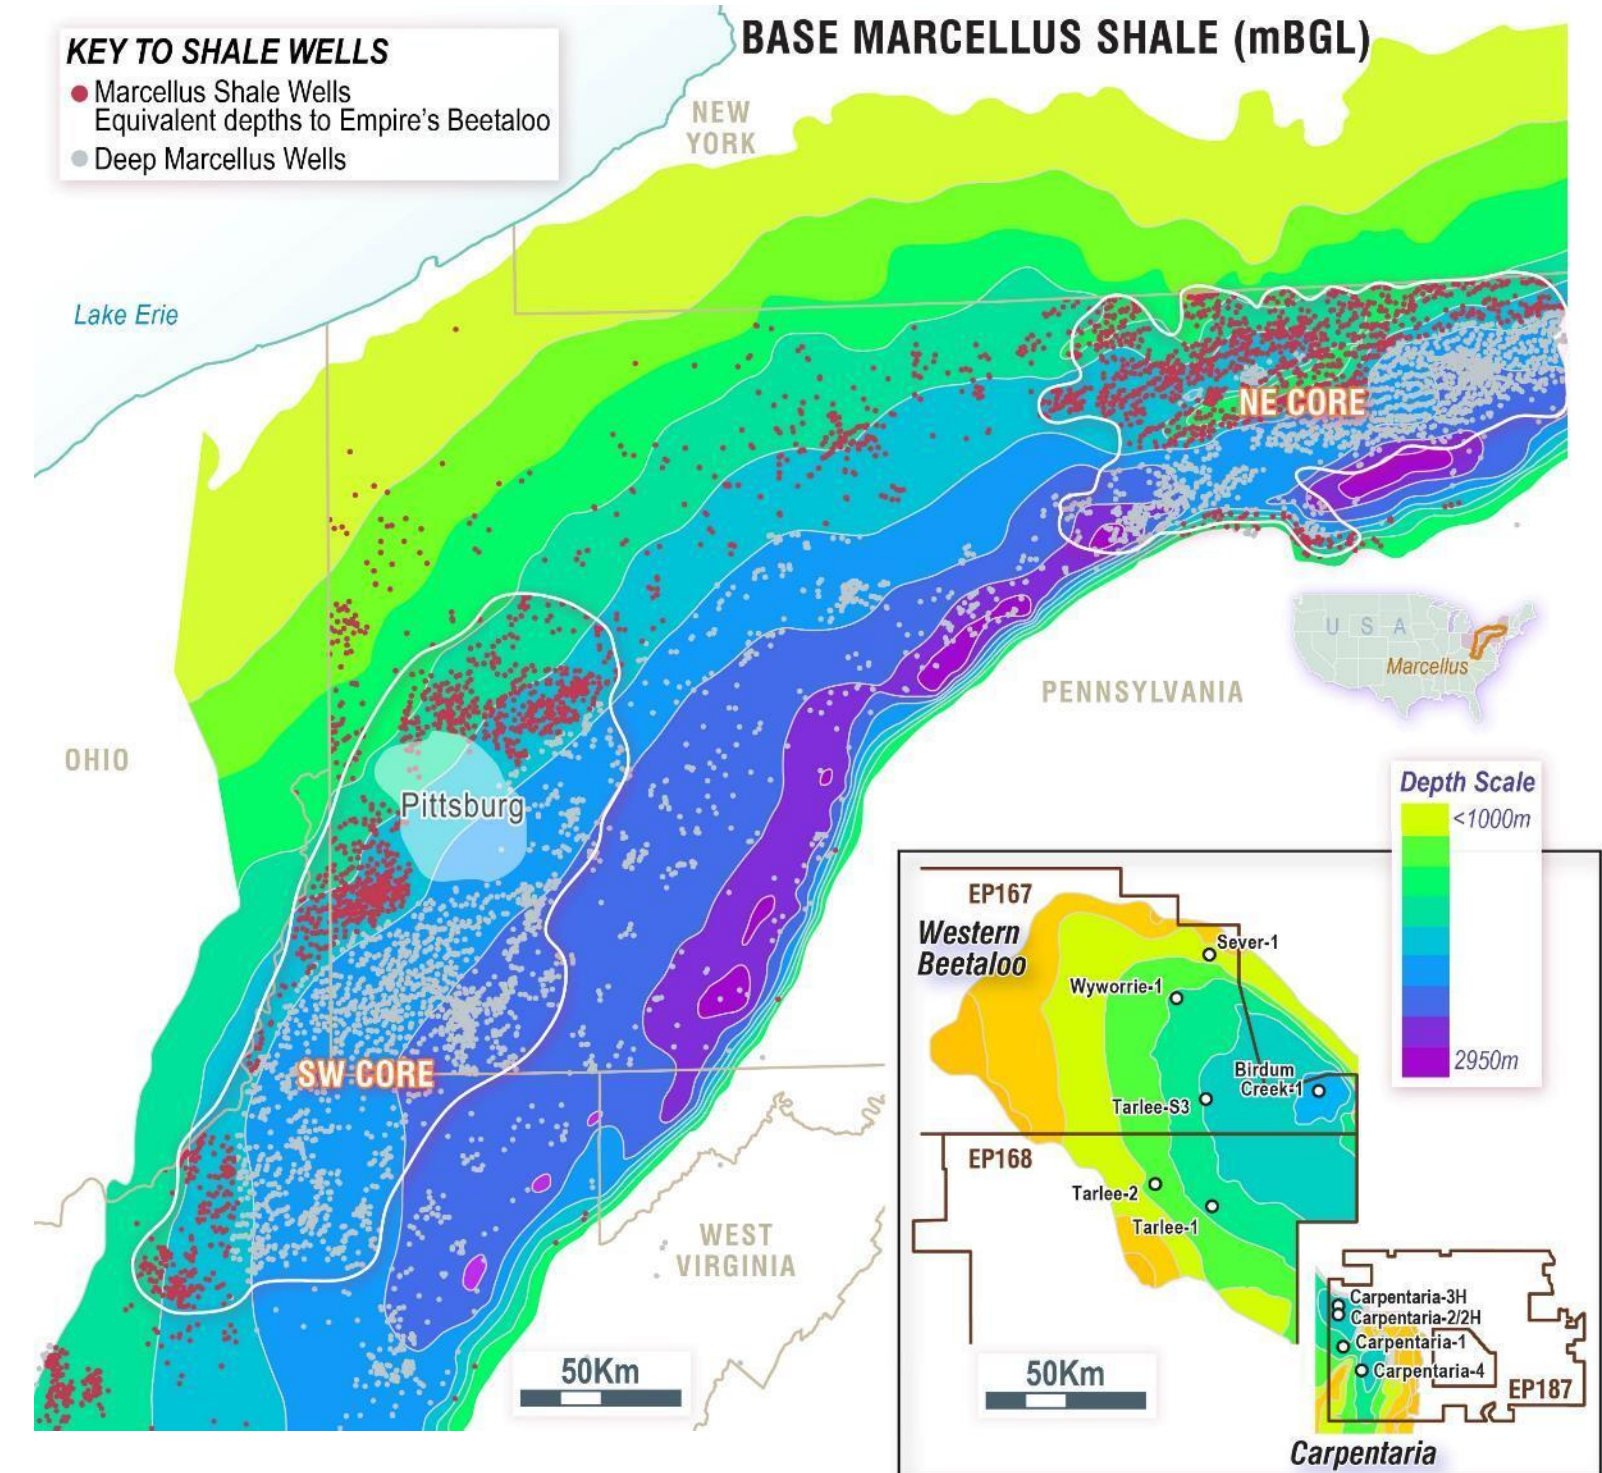 BASE MARCELLUS SHALE (mBGL)
KEY TO SHALE WELLS
Marcellus Shale Wells
Equivalent depths to Empire's Beetaloo
Deep Marcellus Wells
NEW
YORK
Lake Erie
NE CORE
U S A
Marcellus
PENNSYLVANIA
OHIO
Pittsburg
Depth Scale
<1000m
2950m
SW CORE
WEST
VIRGINIA
50Km
EP167
Western
Beetaloo
Sever-1
Wyworrie-1
Birdum
Creek-1
Tarlee-S3
EP168
Tarlee-2
Tarlee-1
50Km
Carpentaria-3H
Carpentaria-2/2H
Carpentaria-1
Carpentaria-4
EP187
Carpentaria